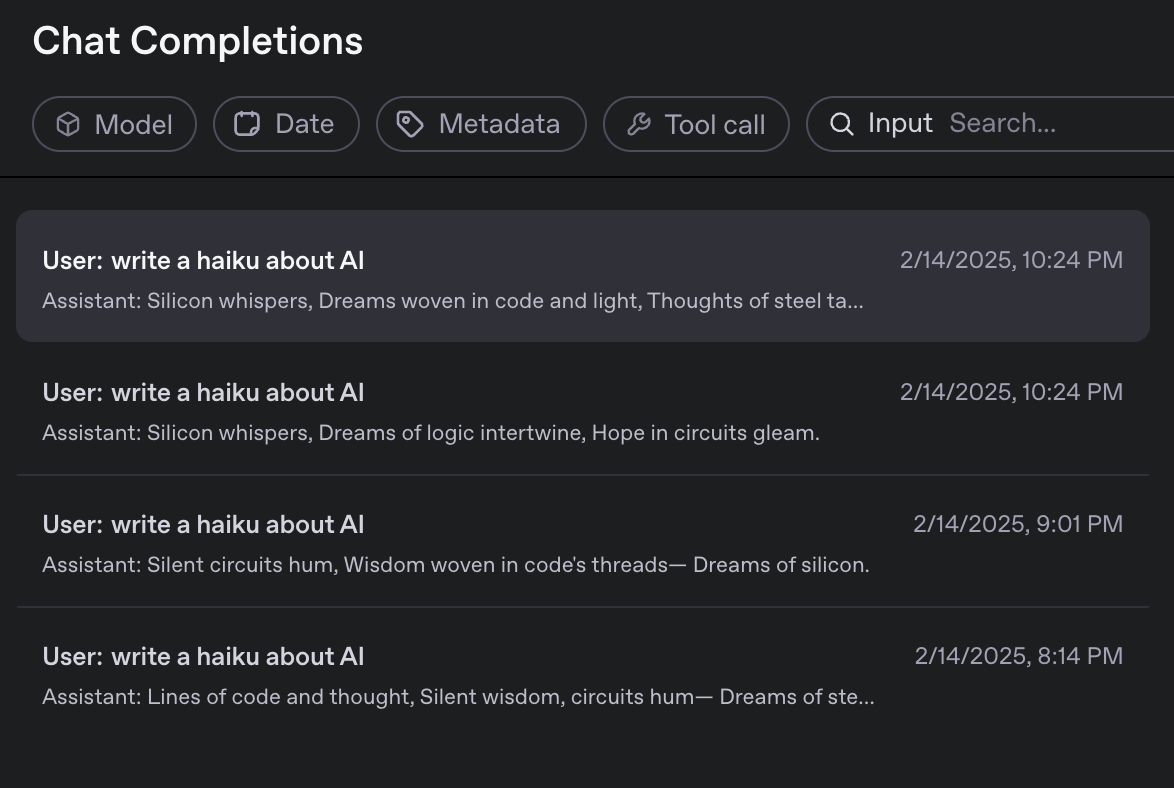 Chat Completions
Model Date Metadata Tool call Input Search...
User: write a haiku about AI 2/14/2025, 10:24 PM
Assistant: Silicon whispers, Dreams woven in code and light, Thoughts of steel ta...
User: write a haiku about AI 2/14/2025, 10:24 PM
Assistant: Silicon whispers, Dreams of logic intertwine, Hope in circuits gleam.
User: write a haiku about AI 2/14/2025, 9:01 PM
Assistant: Silent circuits hum, Wisdom woven in code's threads— Dreams of silicon.
User: write a haiku about AI 2/14/2025, 8:14 PM
Assistant: Lines of code and thought, Silent wisdom, circuits hum— Dreams of ste...